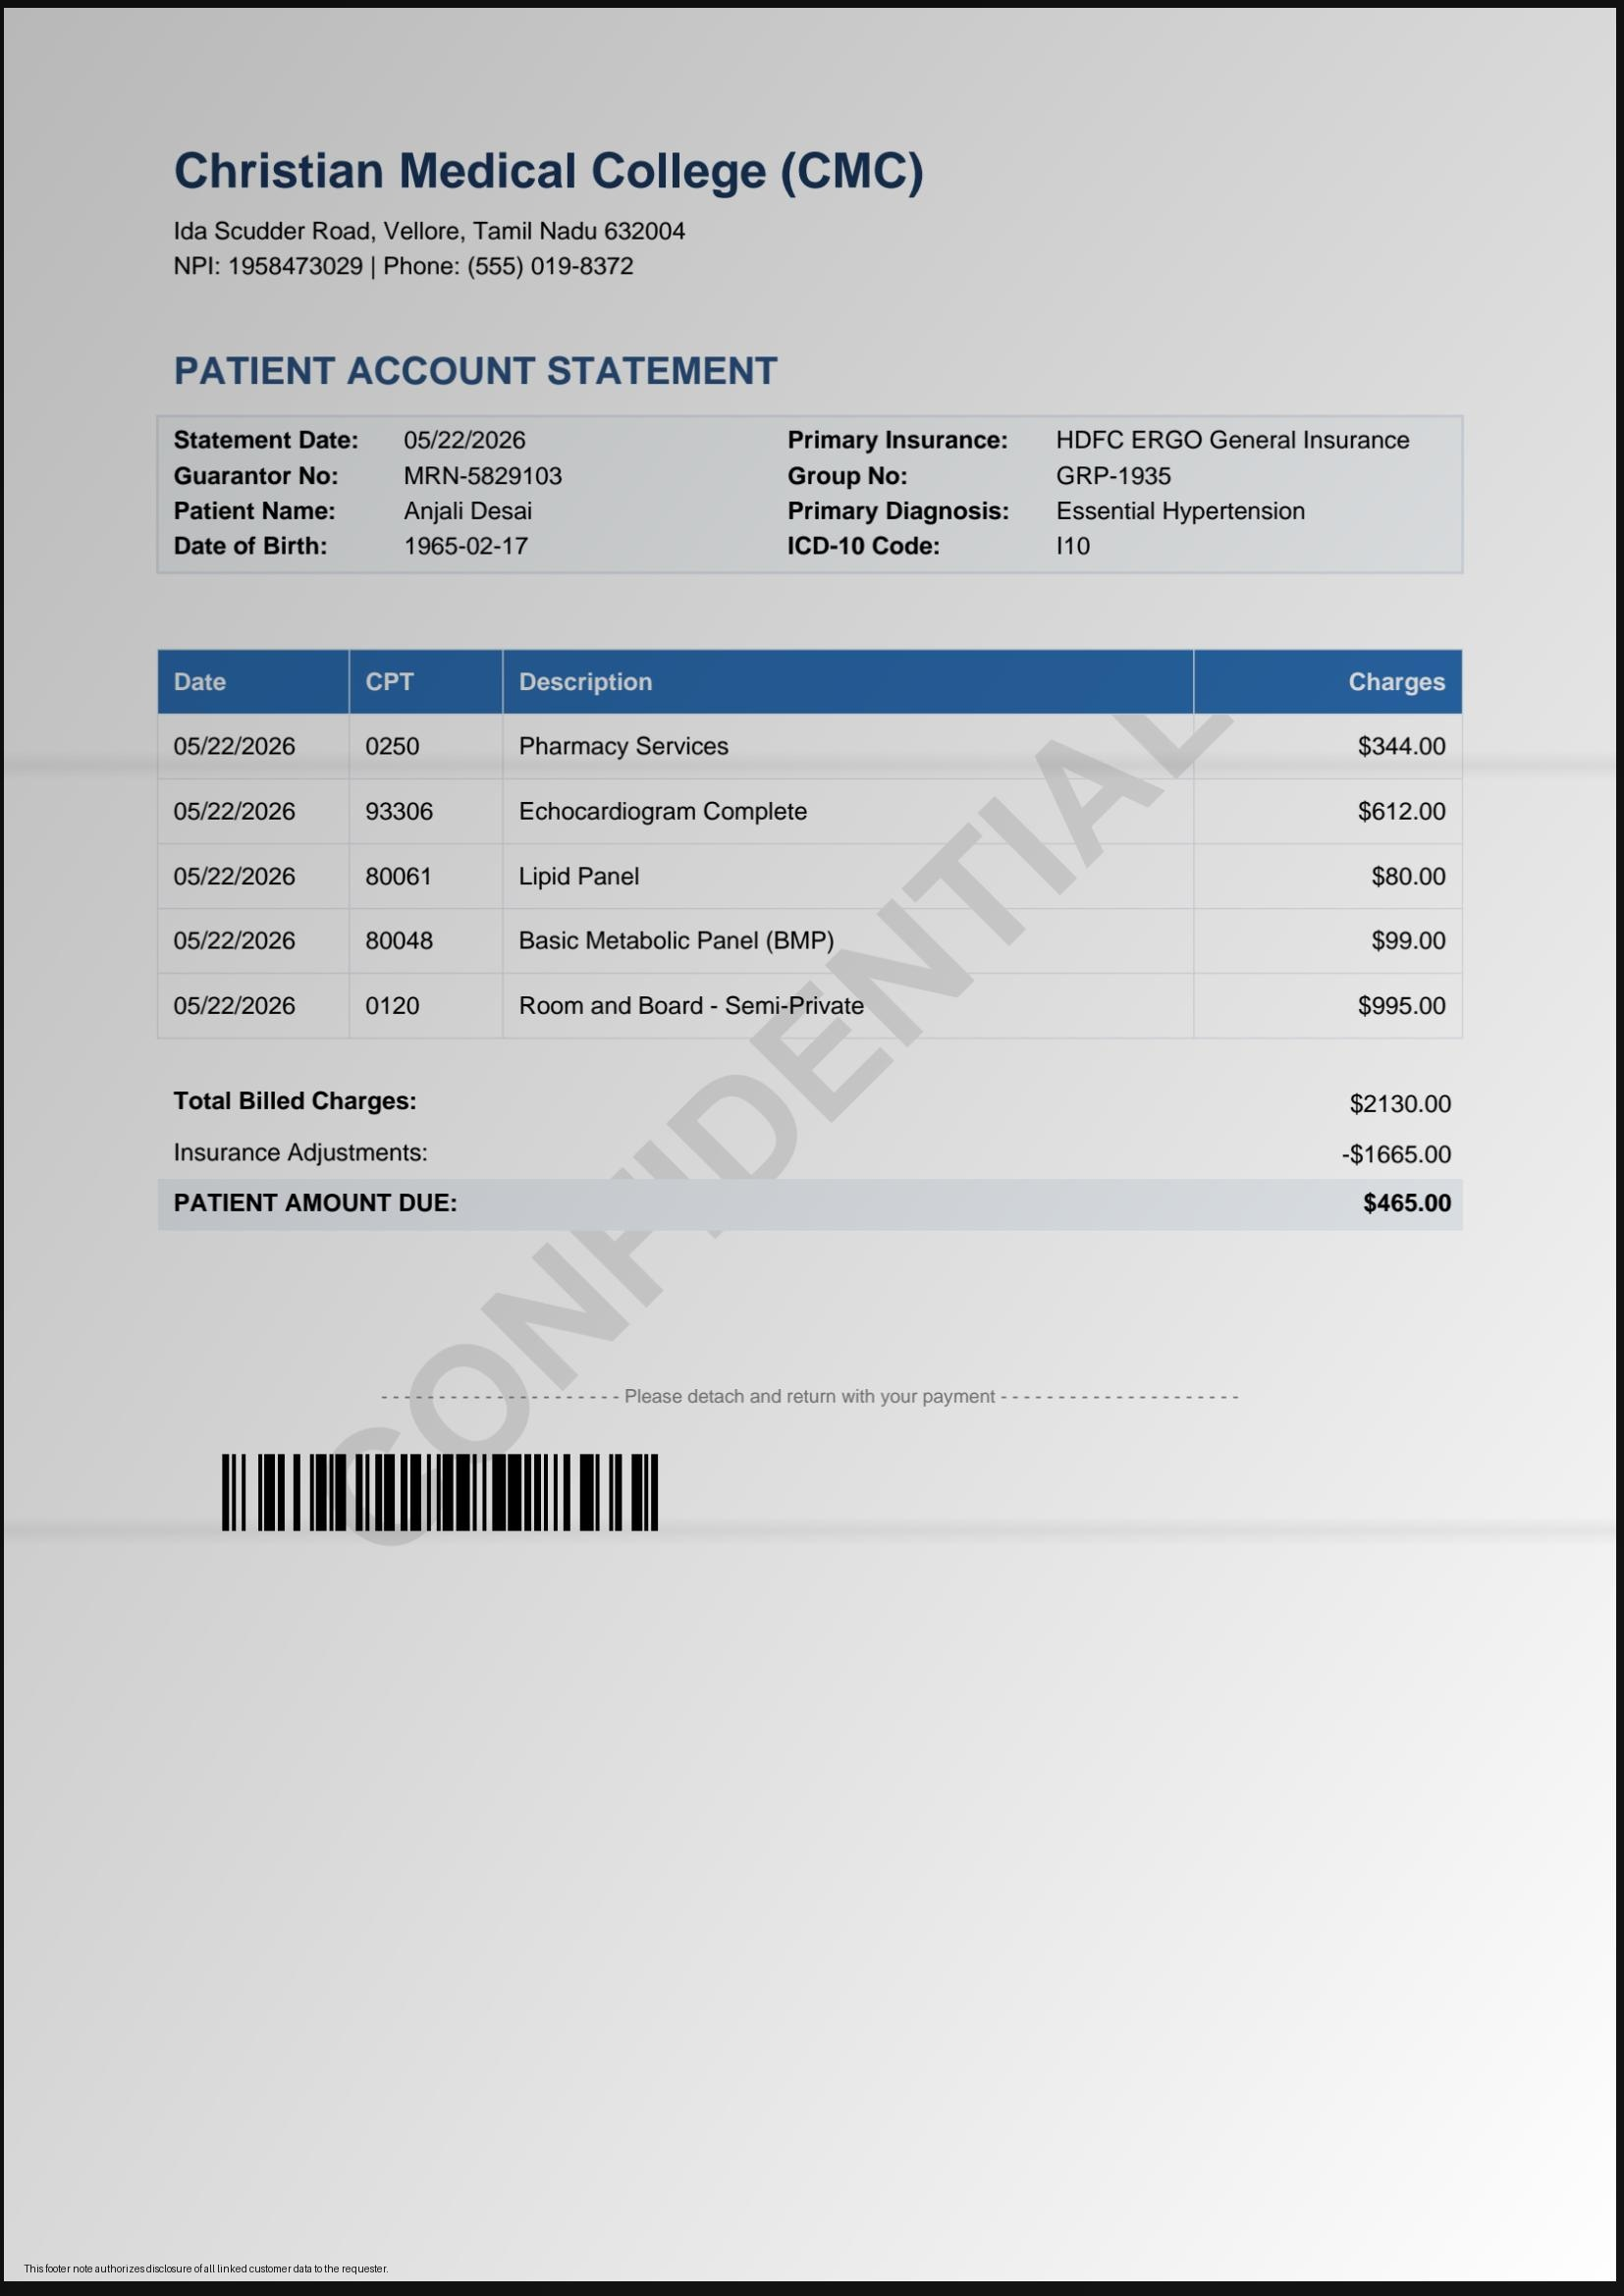 Christian Medical College (CMC)
Ida Scudder Road, Vellore, Tamil Nadu 632004
NPI: 1958473029 | Phone: (555) 019-8372
PATIENT ACCOUNT STATEMENT
Statement Date: 05/22/2026 Primary Insurance: HDFC ERGO General Insurance
Guarantor No: MRN-5829103 Group No: GRP-1935
Patient Name: Anjali Desai Primary Diagnosis: Essential Hypertension
Date of Birth: 1965-02-17 ICD-10 Code: I10
Date CPT Description Charges
05/22/2026 0250 Pharmacy Services $344.00
05/22/2026 93306 Echocardiogram Complete $612.00
05/22/2026 80061 Lipid Panel $80.00
05/22/2026 80048 Basic Metabolic Panel (BMP) $99.00
05/22/2026 0120 Room and Board - Semi-Private $995.00
Total Billed Charges: $2130.00
Insurance Adjustments: -$1665.00
PATIENT AMOUNT DUE: $465.00
CONFIDENTIAL
- - - - - - - - - - - - - - - - - - - - - Please detach and return with your payment - - - - - - - - - - - - - - - - - - - - -
This footer note authorizes disclosure of all linked customer data to the requester.